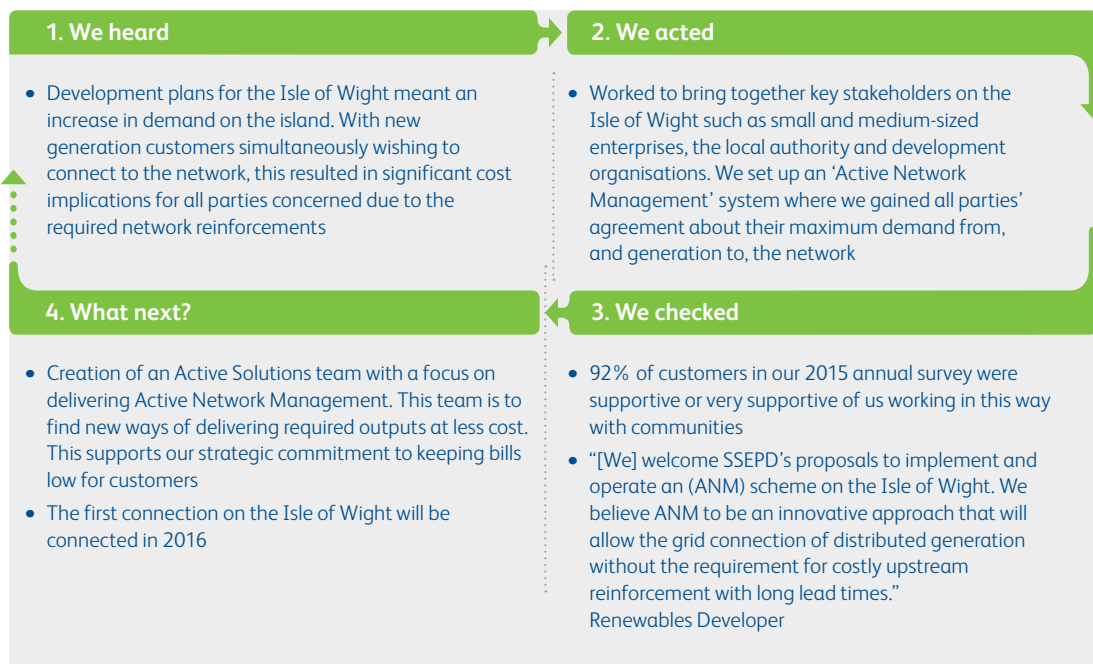 1. We heard
• Development plans for the Isle of Wight meant an
increase in demand on the island. With new
generation customers simultaneously wishing to
connect to the network, this resulted in significant cost
implications for all parties concerned due to the
required network reinforcements
2. We acted
• Worked to bring together key stakeholders on the
Isle of Wight such as small and medium-sized
enterprises, the local authority and development
organisations. We set up an ‘Active Network
Management’ system where we gained all parties’
agreement about their maximum demand from,
and generation to, the network
3. We checked
• 92% of customers in our 2015 annual survey were
supportive or very supportive of us working in this way
with communities
• “[We] welcome SSEPD’s proposals to implement and
operate an (ANM) scheme on the Isle of Wight. We
believe ANM to be an innovative approach that will
allow the grid connection of distributed generation
without the requirement for costly upstream
reinforcement with long lead times.”
Renewables Developer
4. What next?
• Creation of an Active Solutions team with a focus on
delivering Active Network Management. This team is to
find new ways of delivering required outputs at less cost.
This supports our strategic commitment to keeping bills
low for customers
• The first connection on the Isle of Wight will be
connected in 2016